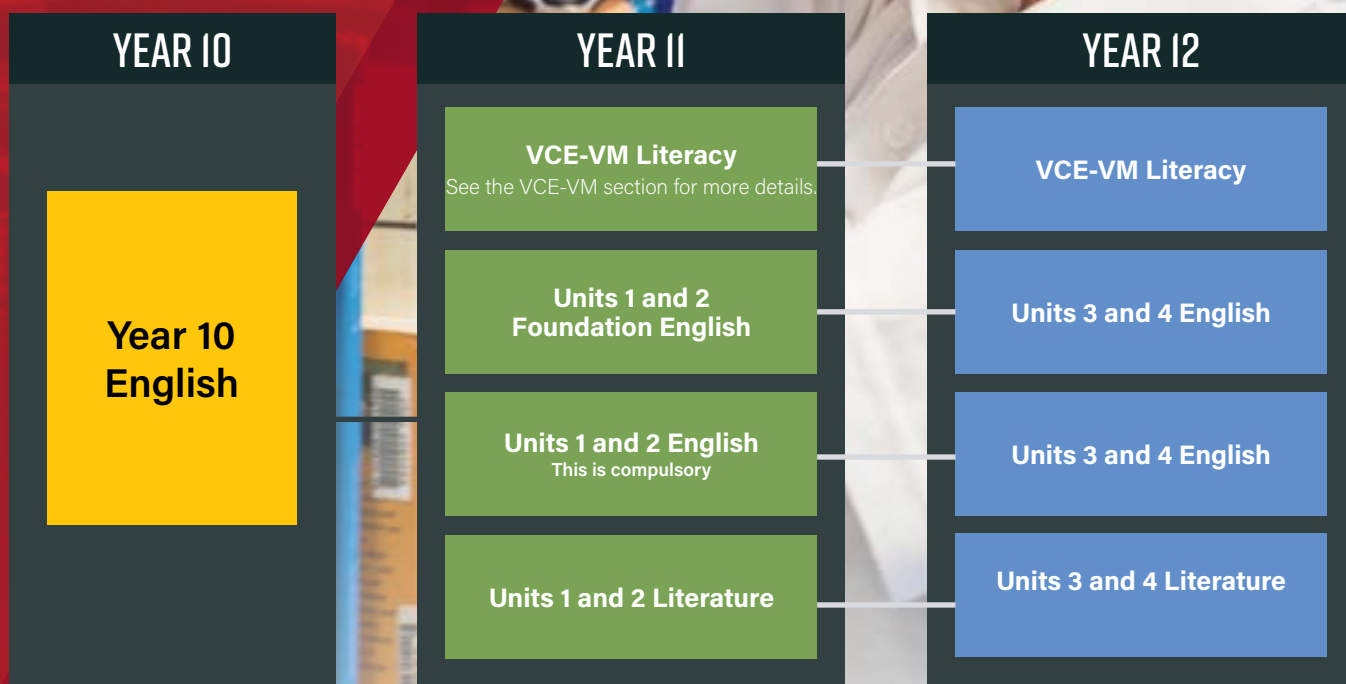 YEAR 10
Year 10
English
YEAR 11
VCE-VM Literacy
See the VCE-VM section for more details.
Units 1 and 2
Foundation English
Units 1 and 2 English
This is compulsory
Units 1 and 2 Literature
YEAR 12
VCE-VM Literacy
Units 3 and 4 English
Units 3 and 4 English
Units 3 and 4 Literature